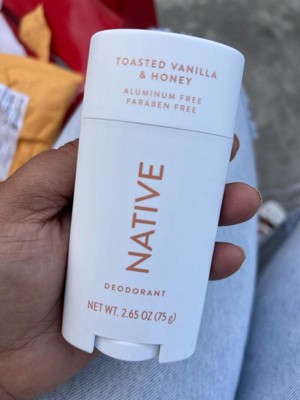 TOASTED VANILLA
& HONEY
ALUMINUM FREE
PARABEN FREE
NATIVE
DEODORANT
NET WT. 2.65 OZ (75 g)